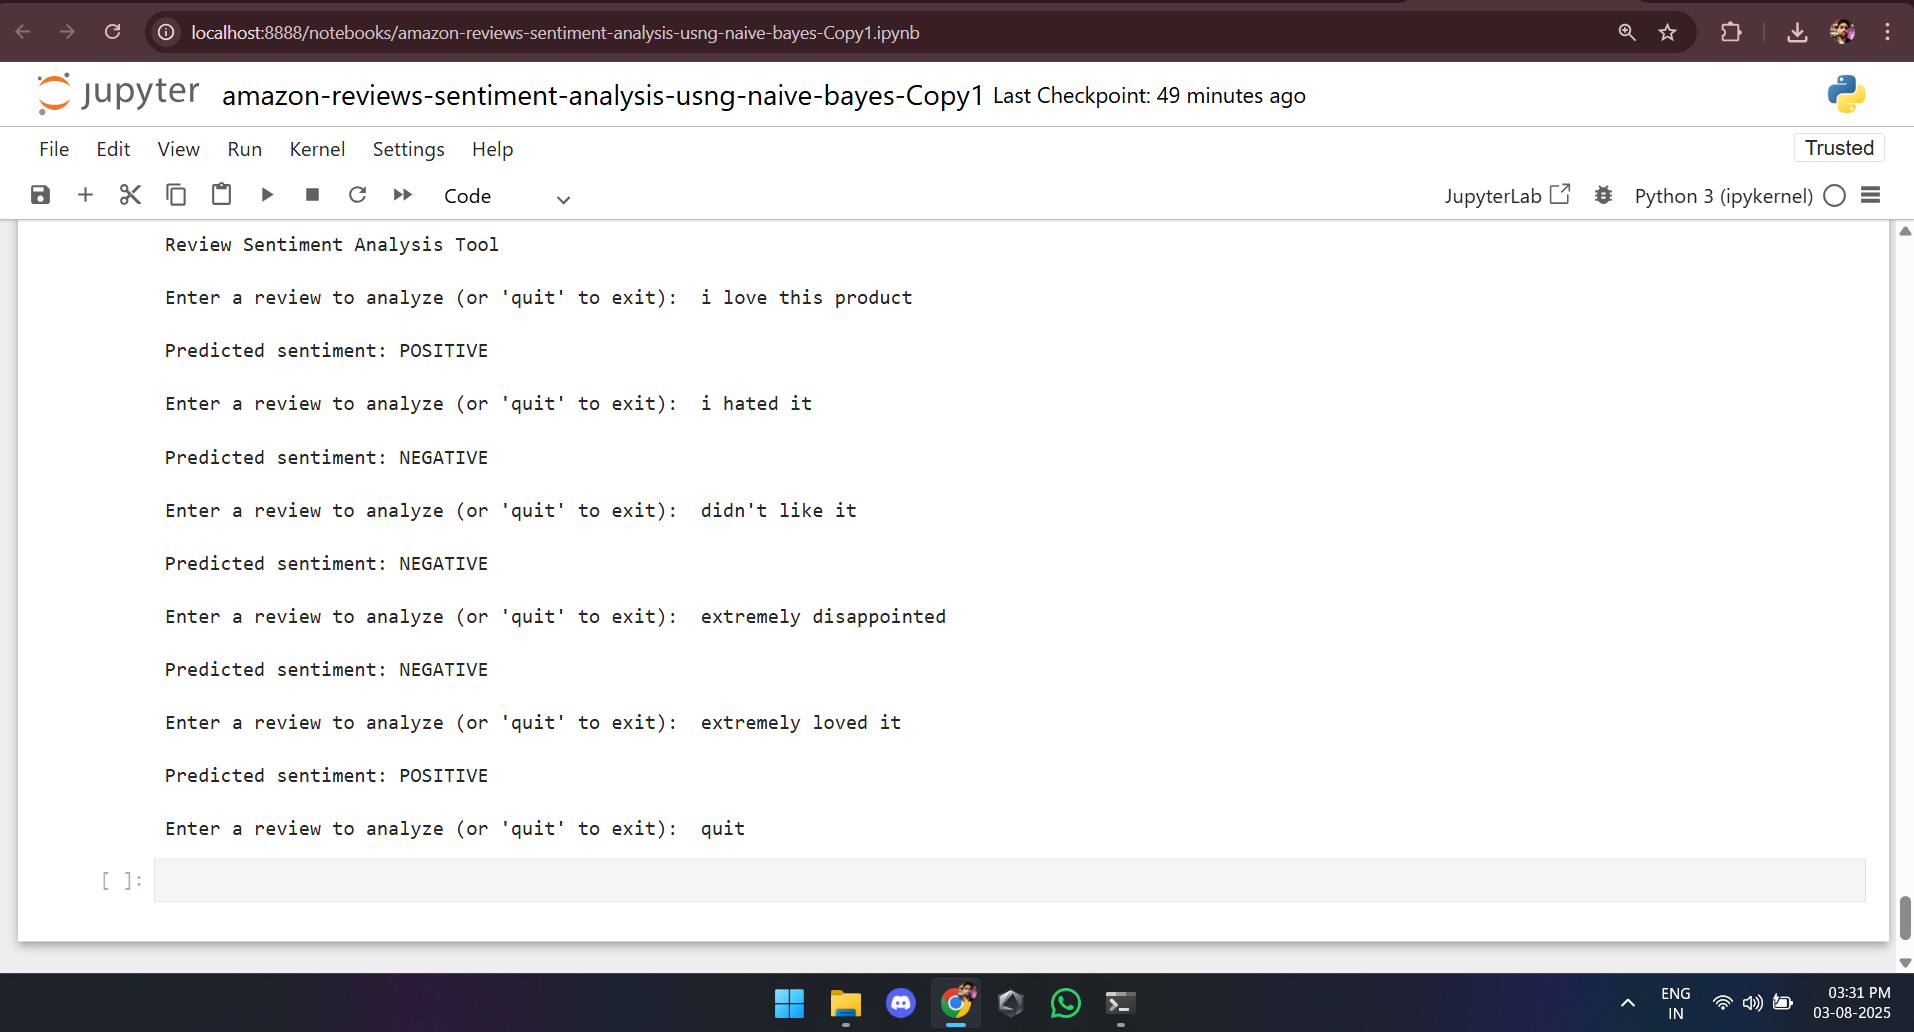 localhost:8888/notebooks/amazon-reviews-sentiment-analysis-usng-naive-bayes-Copy1.ipynb
jupyter amazon-reviews-sentiment-analysis-usng-naive-bayes-Copy1 Last Checkpoint: 49 minutes ago
File Edit View Run Kernel Settings Help Trusted
Code JupyterLab Python 3 (ipykernel)
Review Sentiment Analysis Tool
Enter a review to analyze (or 'quit' to exit): i love this product
Predicted sentiment: POSITIVE
Enter a review to analyze (or 'quit' to exit): i hated it
Predicted sentiment: NEGATIVE
Enter a review to analyze (or 'quit' to exit): didn't like it
Predicted sentiment: NEGATIVE
Enter a review to analyze (or 'quit' to exit): extremely disappointed
Predicted sentiment: NEGATIVE
Enter a review to analyze (or 'quit' to exit): extremely loved it
Predicted sentiment: POSITIVE
Enter a review to analyze (or 'quit' to exit): quit
[ ]:
ENG 03:31 PM
IN 03-08-2025